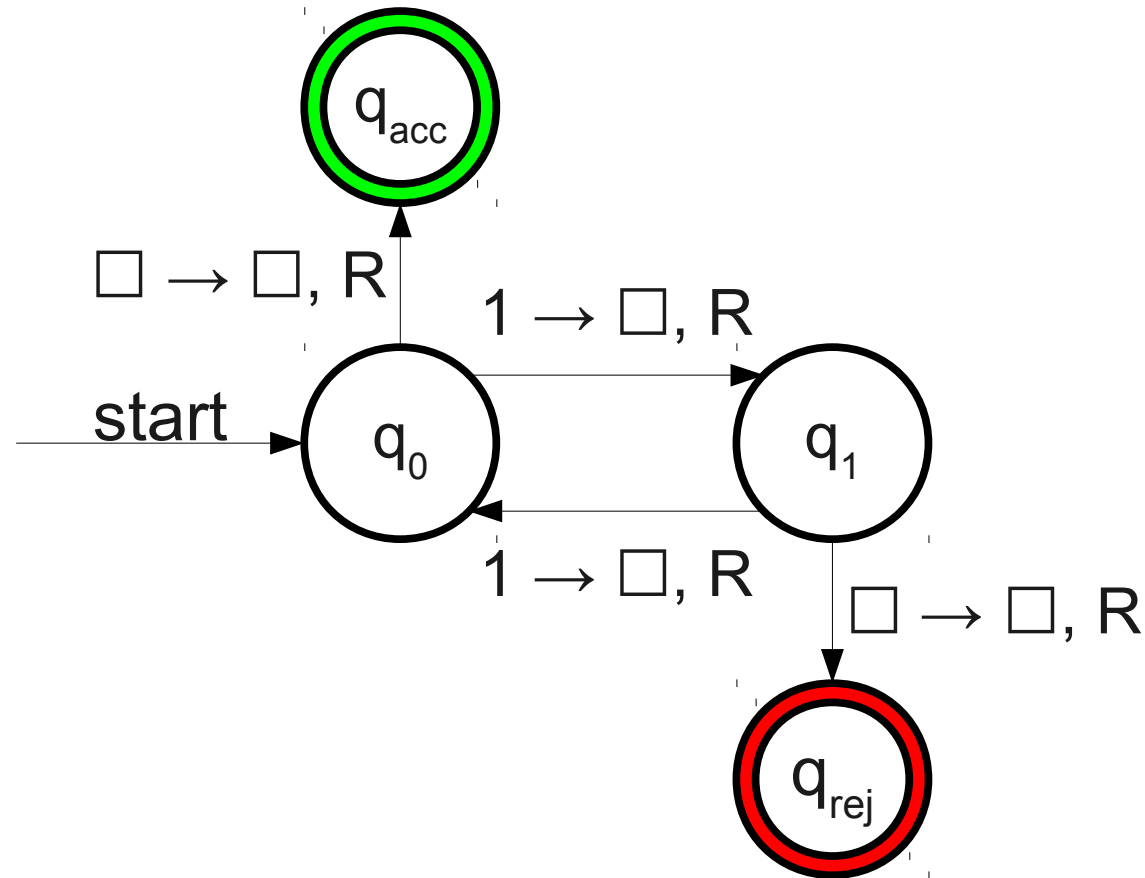 q_acc
□ → □, R
1 → □, R
start
q_0
q_1
1 → □, R
□ → □, R
q_rej